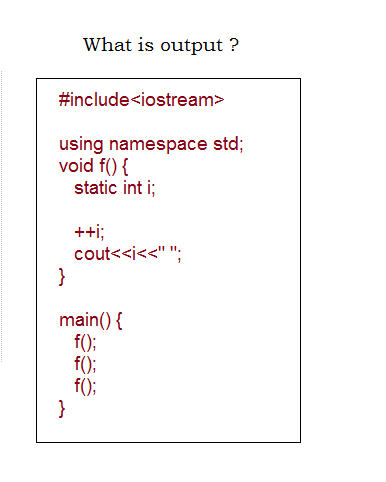 What is output ?
#include<iostream>
using namespace std;
void f() {
static int i;
++i;
cout<<i<<" ";
}
main() {
f();
f();
f();
}